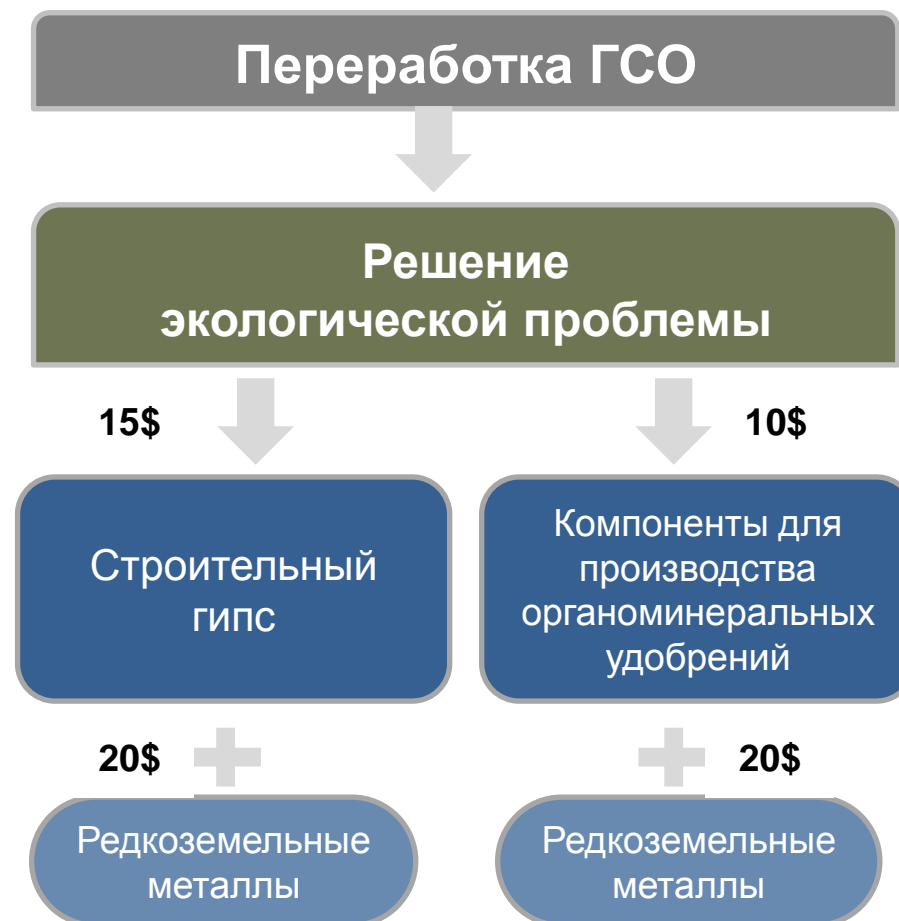 Переработка ГСО
Решение
экологической проблемы
15$
10$
Строительный
гипс
Компоненты для
производства
органоминеральных
удобрений
20$
20$
Редкоземельные
металлы
Редкоземельные
металлы